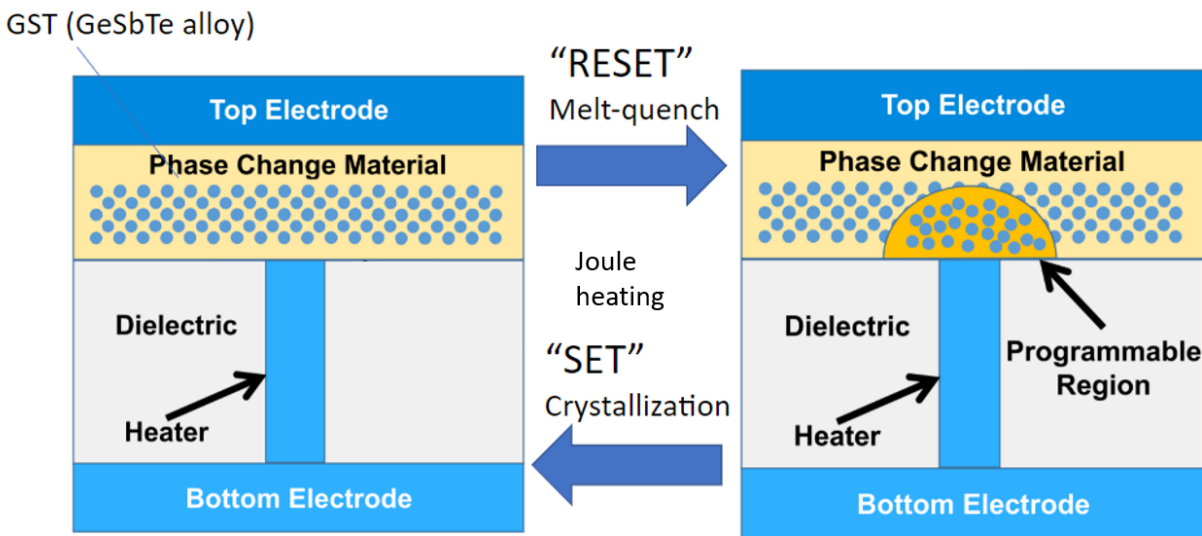 GST (GeSbTe alloy)
Top Electrode
Phase Change Material
Dielectric
Heater
Bottom Electrode
“RESET”
Melt-quench
Joule
heating
“SET”
Crystallization
Top Electrode
Phase Change Material
Dielectric
Heater
Programmable
Region
Bottom Electrode